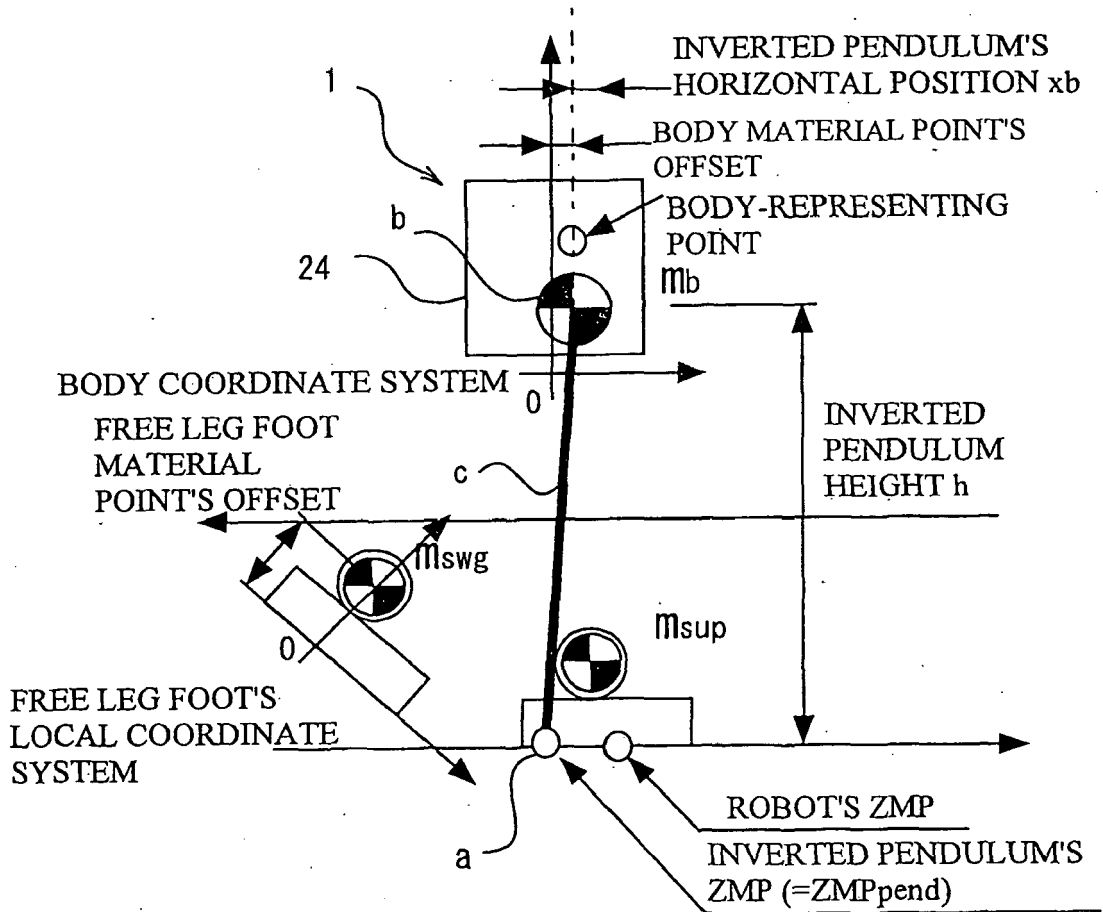 INVERTED PENDULUM'S
HORIZONTAL POSITION xb
1
BODY MATERIAL POINT'S
OFFSET
b
BODY-REPRESENTING
POINT
24
mb
BODY COORDINATE SYSTEM
0
FREE LEG FOOT
MATERIAL
POINT'S OFFSET
INVERTED
PENDULUM
HEIGHT h
c
mswg
msup
0
FREE LEG FOOT'S
LOCAL COORDINATE
SYSTEM
ROBOT'S ZMP
a
INVERTED PENDULUM'S
ZMP (=ZMPpend)